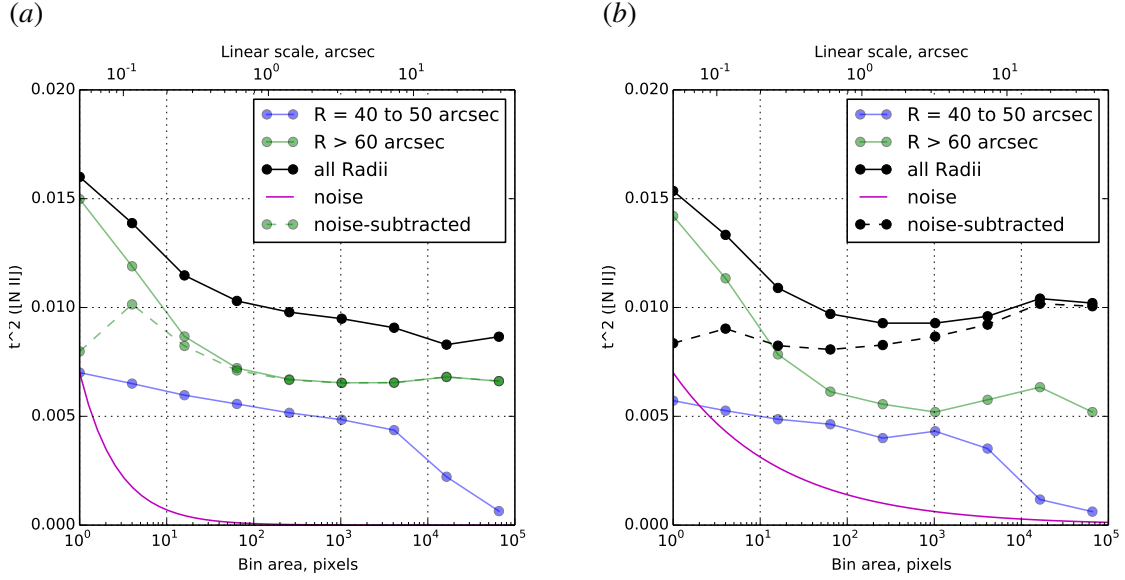 (a)
Linear scale, arcsec
10^-1 10^0 10^1
0.020
0.015
0.010
0.005
0.000
t^2 ([N II])
R = 40 to 50 arcsec
R > 60 arcsec
all Radii
noise
noise-subtracted
10^0 10^1 10^2 10^3 10^4 10^5
Bin area, pixels
(b)
Linear scale, arcsec
10^-1 10^0 10^1
0.020
0.015
0.010
0.005
0.000
t^2 ([N II])
R = 40 to 50 arcsec
R > 60 arcsec
all Radii
noise
noise-subtracted
10^0 10^1 10^2 10^3 10^4 10^5
Bin area, pixels